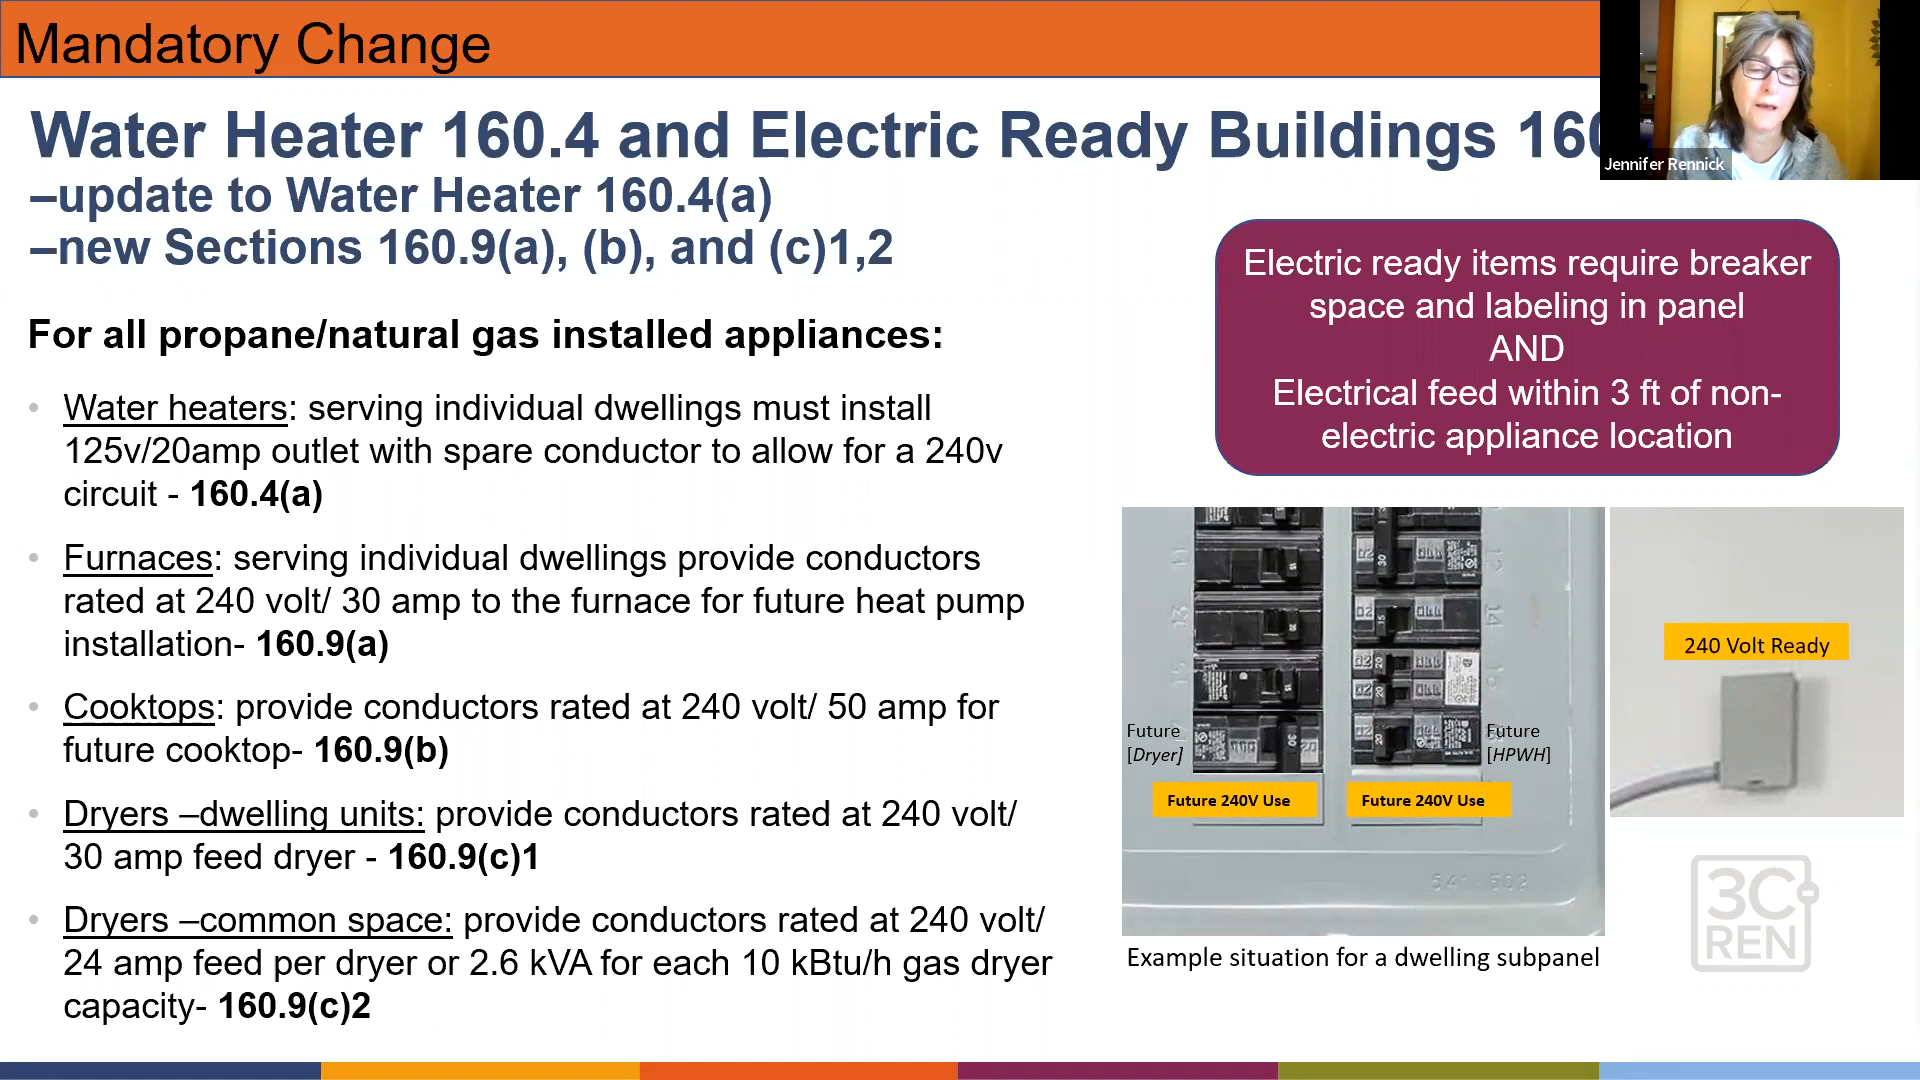 Mandatory Change
Water Heater 160.4 and Electric Ready Buildings
–update to Water Heater 160.4(a)
–new Sections 160.9(a), (b), and (c)1,2
Jennifer Rennick
For all propane/natural gas installed appliances:
• Water heaters: serving individual dwellings must install
125v/20amp outlet with spare conductor to allow for a 240v
circuit - 160.4(a)
• Furnaces: serving individual dwellings provide conductors
rated at 240 volt/ 30 amp to the furnace for future heat pump
installation- 160.9(a)
• Cooktops: provide conductors rated at 240 volt/ 50 amp for
future cooktop- 160.9(b)
• Dryers –dwelling units: provide conductors rated at 240 volt/
30 amp feed dryer - 160.9(c)1
• Dryers –common space: provide conductors rated at 240 volt/
24 amp feed per dryer or 2.6 kVA for each 10 kBtu/h gas dryer
capacity- 160.9(c)2
Electric ready items require breaker
space and labeling in panel
AND
Electrical feed within 3 ft of non-
electric appliance location
13
14
30
15
20
20
30
20
Future
[Dryer]
Future
[HPWH]
Future 240V Use
Future 240V Use
240 Volt Ready
Example situation for a dwelling subpanel
3C
REN